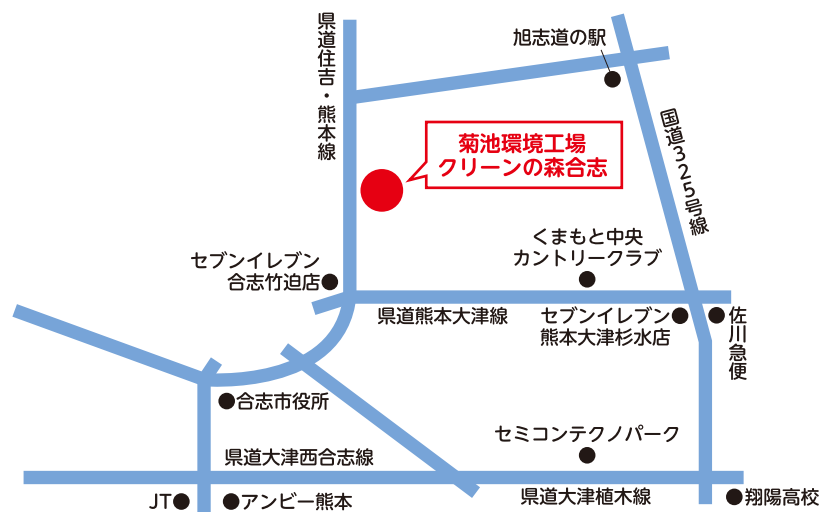 県道住吉・熊本線
旭志道の駅
国道325号線
菊池環境工場
クリーンの森合志
くまもと中央
カントリークラブ
セブンイレブン
合志竹迫店
県道熊本大津線
セブンイレブン
熊本大津杉水店
佐川急便
合志市役所
セミコンテクノパーク
県道大津西合志線
県道大津植木線
JT
アンビー熊本
翔陽高校